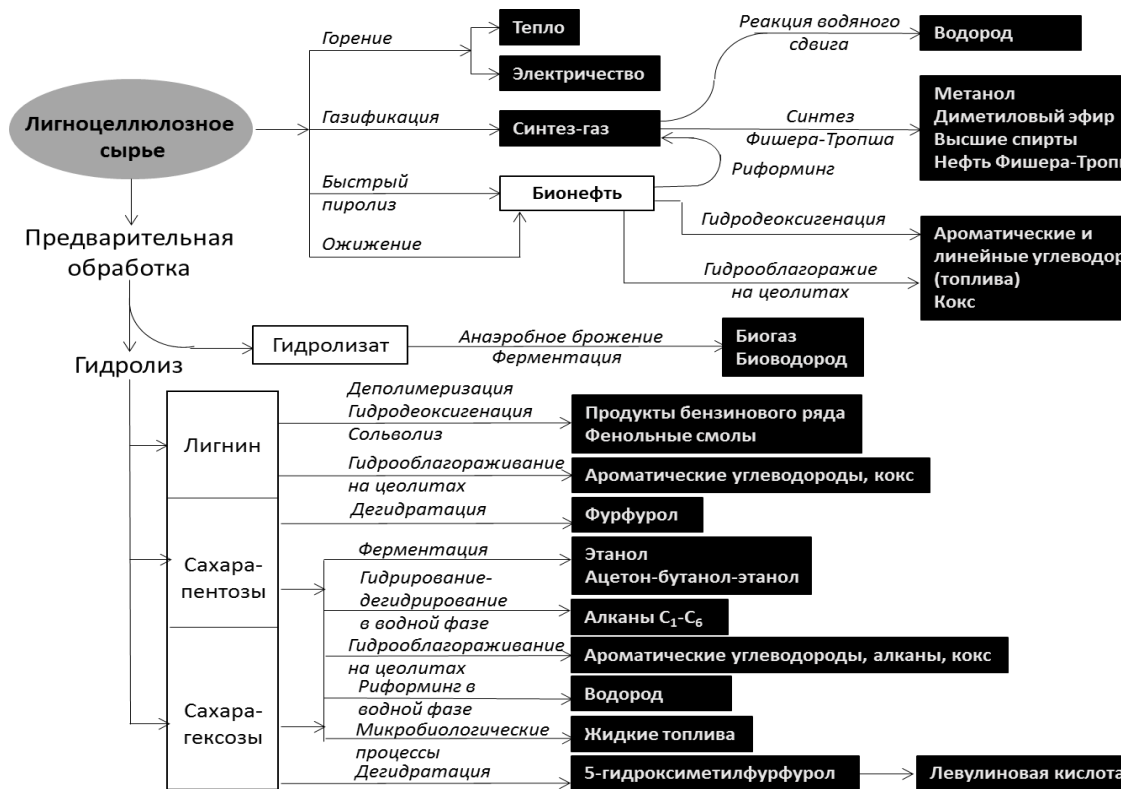 Горение
Тепло
Электричество
Реакция водяного
сдвига
Водород
Лигноцеллюлозное
сырье
Газификация
Синтез-газ
Синтез
Фишера-Тропша
Метанол
Диметиловый эфир
Высшие спирты
Нефть Фишера-Тропш
Риформинг
Быстрый
пиролиз
Бионефть
Ожижение
Гидродеоксигенация
Гидрооблагоражие
на цеолитах
Ароматические и
линейные углеводор
(топлива)
Кокс
Предварительная
обработка
Гидролизат
Анаэробное брожение
Ферментация
Биогаз
Биоводород
Гидролиз
Лигнин
Деполимеризация
Гидродеоксигенация
Сольволиз
Продукты бензинового ряда
Фенольные смолы
Гидрооблагораживание
на цеолитах
Ароматические углеводороды, кокс
Дегидратация
Фурфурол
Сахара-
пентозы
Ферментация
Этанол
Ацетон-бутанол-этанол
Гидрирование-
дегидрирование
в водной фазе
Алканы C₁-C₆
Гидрооблагораживание
на цеолитах
Ароматические углеводороды, алканы, кокс
Сахара-
гексозы
Риформинг в
водной фазе
Водород
Микробиологические
процессы
Жидкие топлива
Дегидратация
5-гидроксиметилфурфурол
Левулиновая кислота